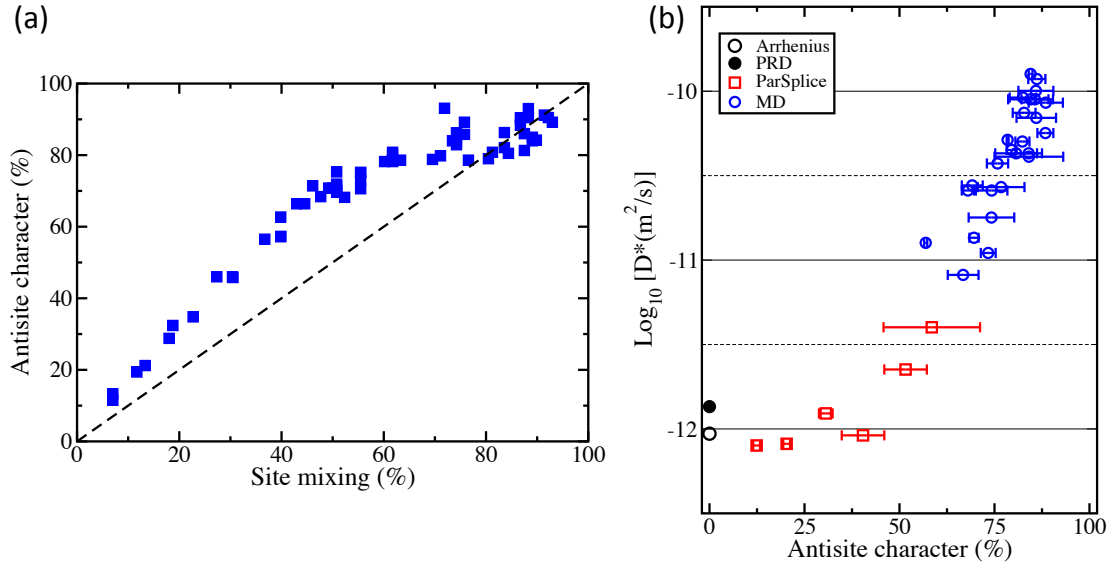 (a)
Antisite character (%)
100
80
60
40
20
0
0 20 40 60 80 100
Site mixing (%)
(b)
Arrhenius
PRD
ParSplice
MD
Log₁₀ [D*(m²/s)]
-10
-11
-12
0 25 50 75 100
Antisite character (%)